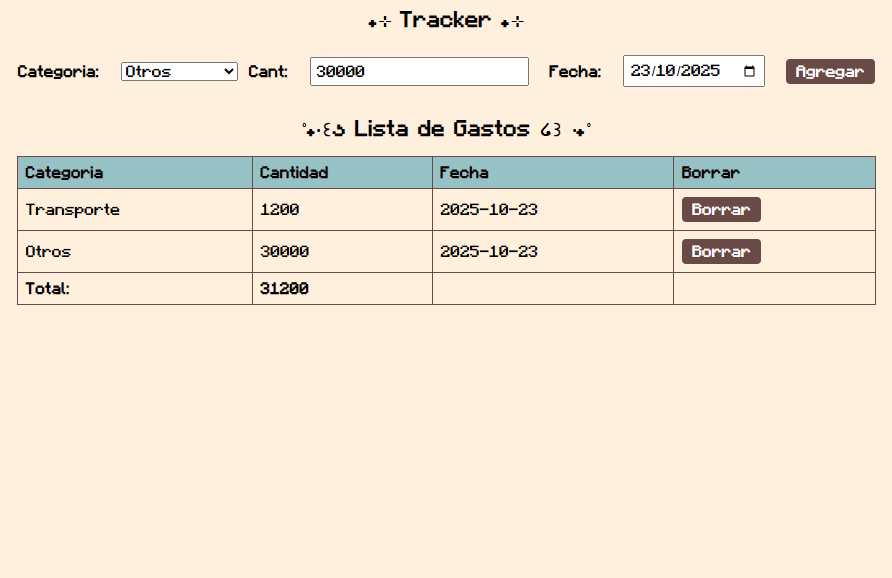 ₊⊹ Tracker ₊⊹
Categoria: Otros Cant: 30000 Fecha: 23/10/2025 Agregar
˚₊‧꒰ა Lista de Gastos ໒꒱ ‧₊˚
Categoria Cantidad Fecha Borrar
Transporte 1200 2025-10-23 Borrar
Otros 30000 2025-10-23 Borrar
Total: 31200